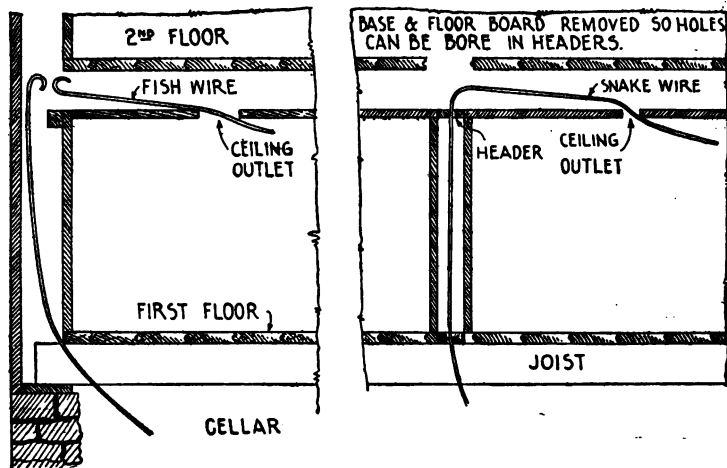 2ND FLOOR
BASE & FLOOR BOARD REMOVED SO HOLES
CAN BE BORE IN HEADERS.
FISH WIRE
SNAKE WIRE
CEILING
OUTLET
HEADER
CEILING
OUTLET
FIRST FLOOR
JOIST
CELLAR